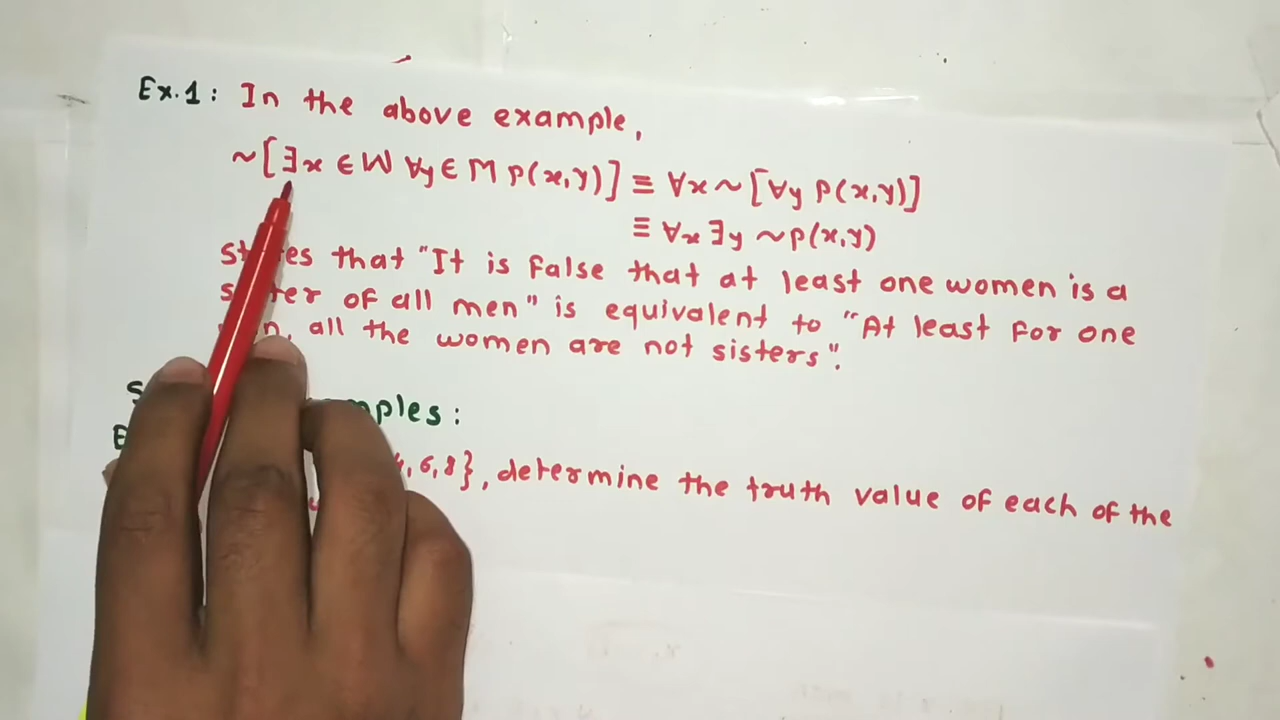 Ex.1: In the above example,
~[∃x ∈ W ∀y ∈ M P(x,y)] ≡ ∀x ~ [∀y P(x,y)]
≡ ∀x ∃y ~P(x,y)
that "It is false that at least one women is a
of all men" is equivalent to "At least for one
all the women are not sisters".
,6,8}, determine the truth value of each of the